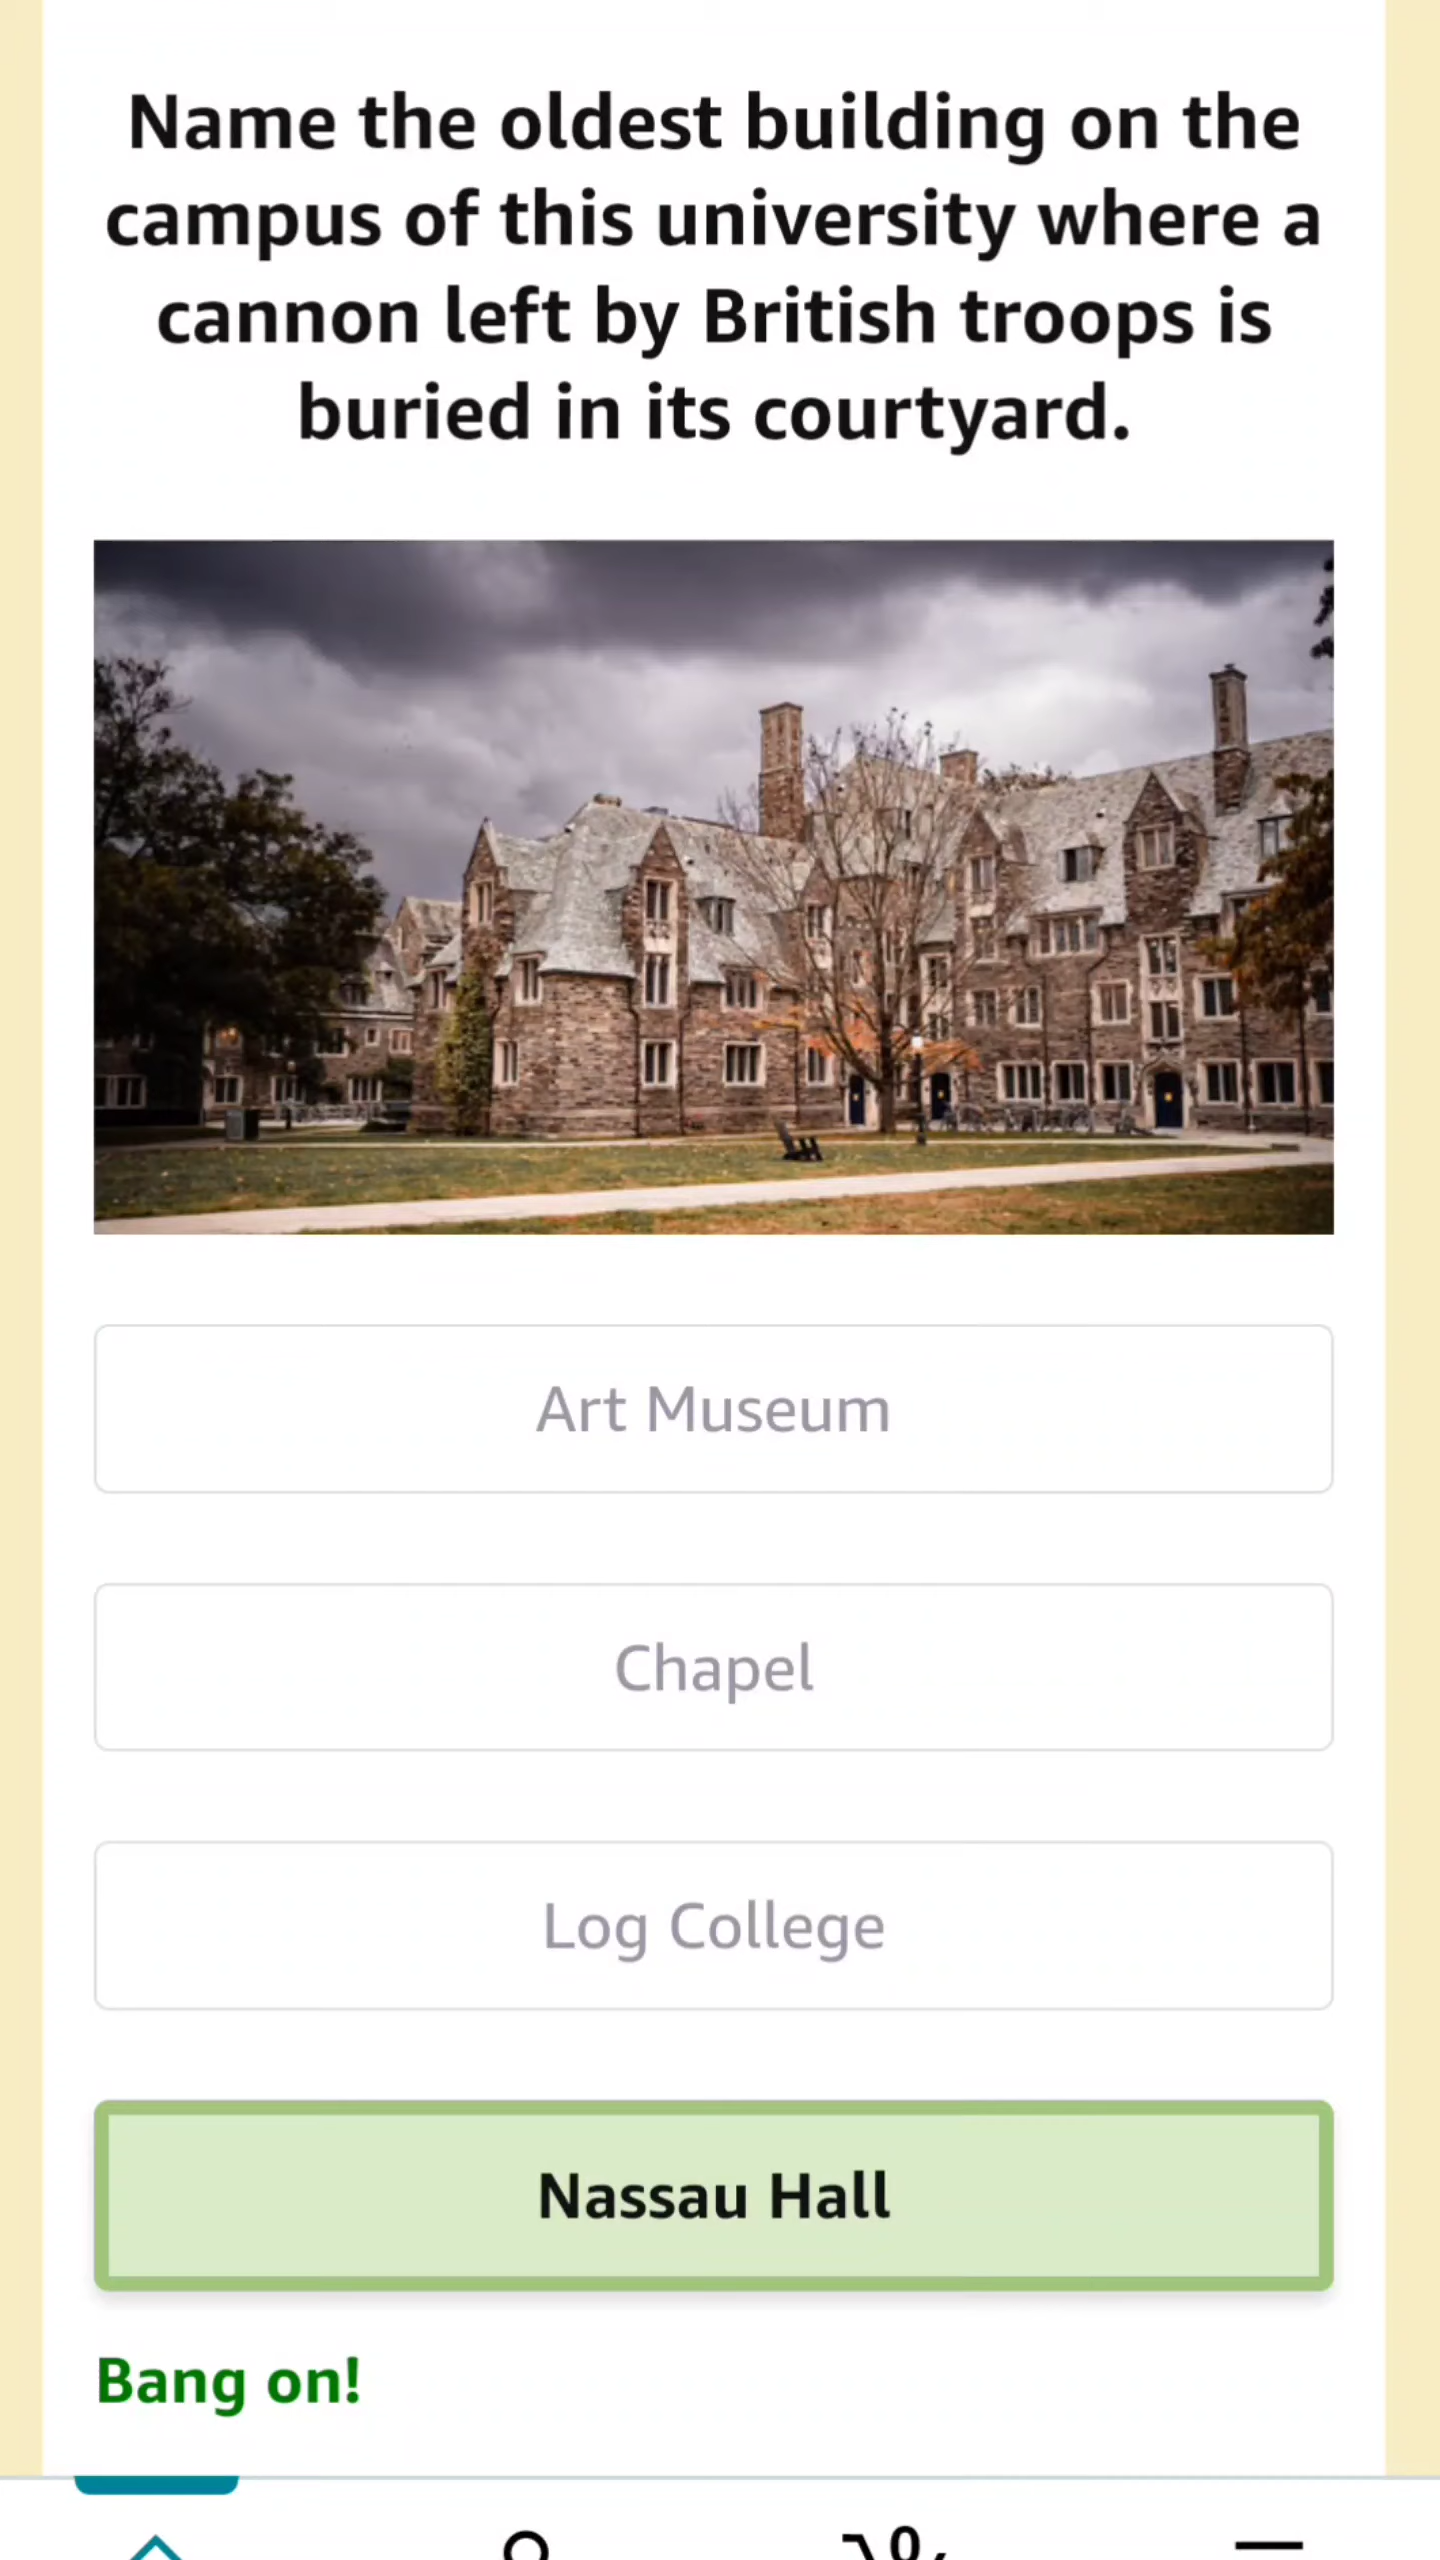 Name the oldest building on the
campus of this university where a
cannon left by British troops is
buried in its courtyard.
Art Museum
Chapel
Log College
Nassau Hall
Bang on!